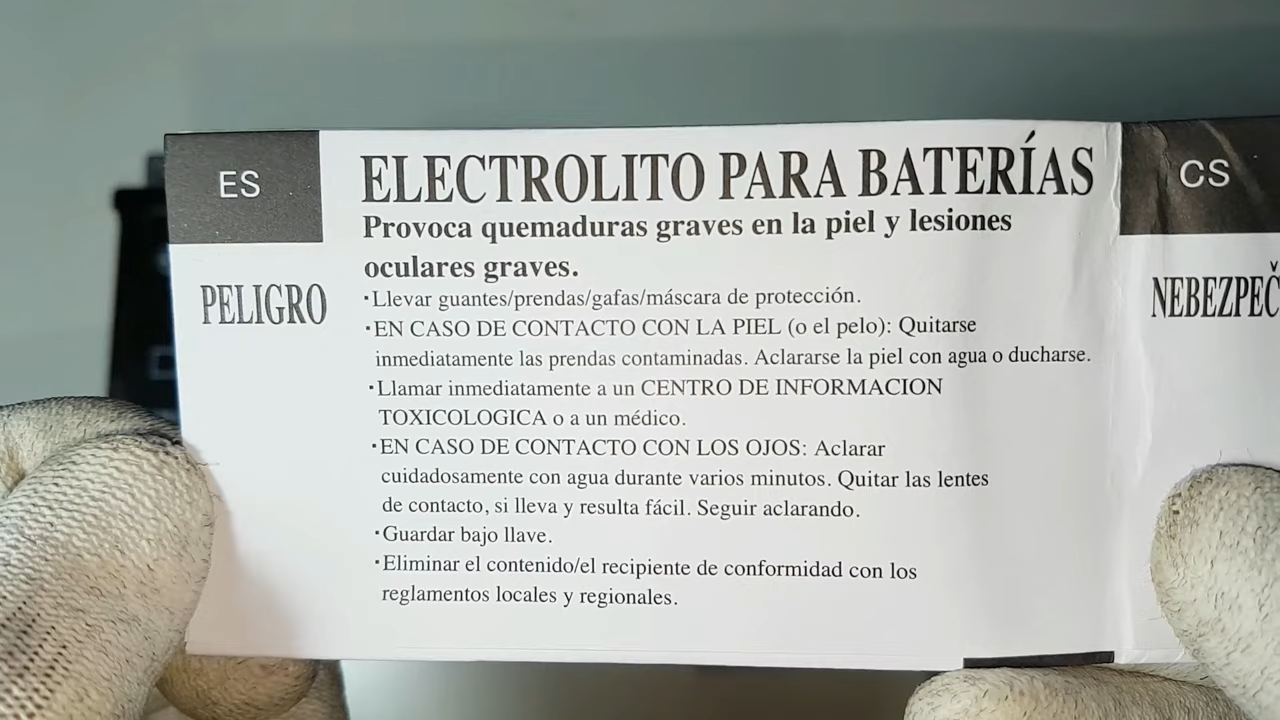 ES
PELIGRO
ELECTROLITO PARA BATERÍAS
Provoca quemaduras graves en la piel y lesiones
oculares graves.
·Llevar guantes/prendas/gafas/máscara de protección.
·EN CASO DE CONTACTO CON LA PIEL (o el pelo): Quitarse
inmediatamente las prendas contaminadas. Aclararse la piel con agua o ducharse.
·Llamar inmediatamente a un CENTRO DE INFORMACION
TOXICOLOGICA o a un médico.
·EN CASO DE CONTACTO CON LOS OJOS: Aclarar
cuidadosamente con agua durante varios minutos. Quitar las lentes
de contacto, si lleva y resulta fácil. Seguir aclarando.
·Guardar bajo llave.
·Eliminar el contenido/el recipiente de conformidad con los
reglamentos locales y regionales.
CS
NEBEZPEČ